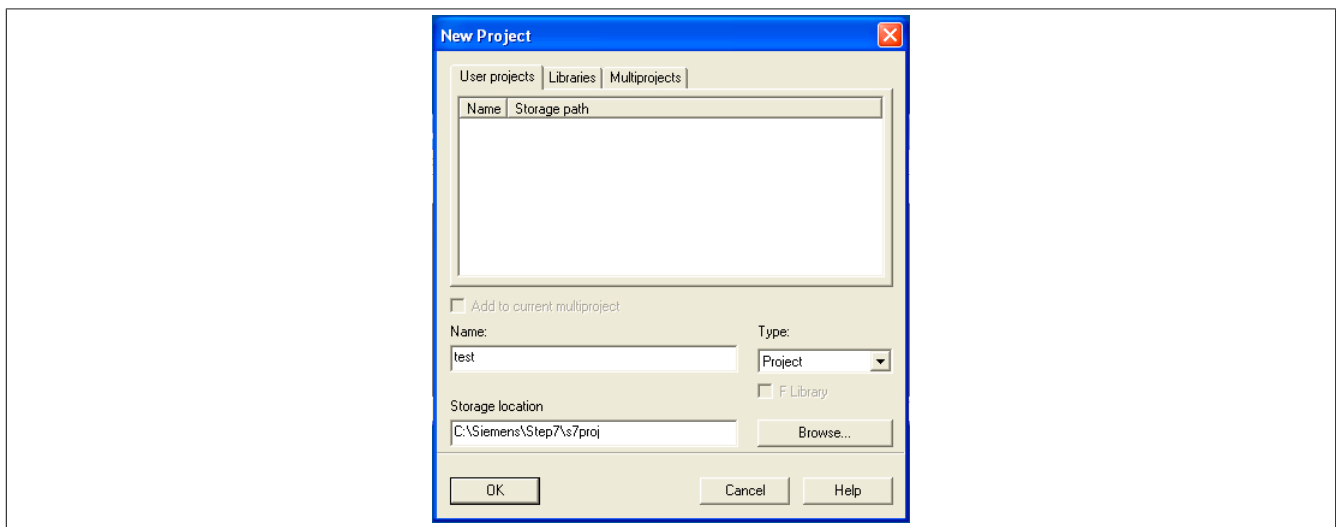 New Project
User projects Libraries Multiprojects
Name Storage path
Add to current multiproject
Name: Type:
test Project
F Library
Storage location
C:\Siemens\Step7\s7proj Browse...
OK Cancel Help